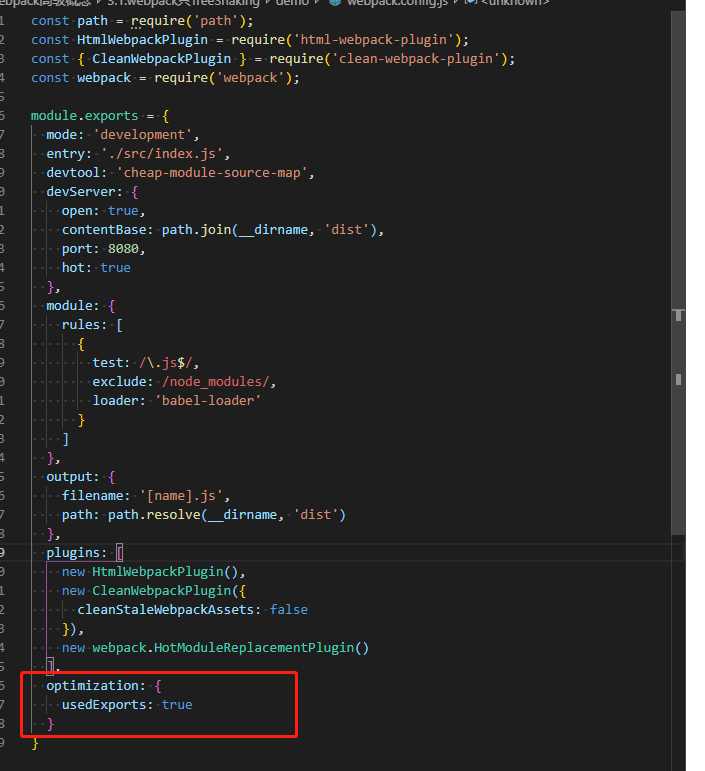 webpack高级概念 > 3.1.webpack共TreeShaking > demo > webpack.config.js > <unknown>
1 const path = require('path');
2 const HtmlWebpackPlugin = require('html-webpack-plugin');
3 const { CleanWebpackPlugin } = require('clean-webpack-plugin');
4 const webpack = require('webpack');
5
6 module.exports = {
7 mode: 'development',
8 entry: './src/index.js',
9 devtool: 'cheap-module-source-map',
0 devServer: {
1 open: true,
2 contentBase: path.join(__dirname, 'dist'),
3 port: 8080,
4 hot: true
5 },
6 module: {
7 rules: [
8 {
9 test: /\.js$/,
0 exclude: /node_modules/,
1 loader: 'babel-loader'
2 }
3 ]
4 },
5 output: {
6 filename: '[name].js',
7 path: path.resolve(__dirname, 'dist')
8 },
9 plugins: [
0 new HtmlWebpackPlugin(),
1 new CleanWebpackPlugin({
2 cleanStaleWebpackAssets: false
3 }),
4 new webpack.HotModuleReplacementPlugin()
5 ],
6 optimization: {
7 usedExports: true
8 }
9 }